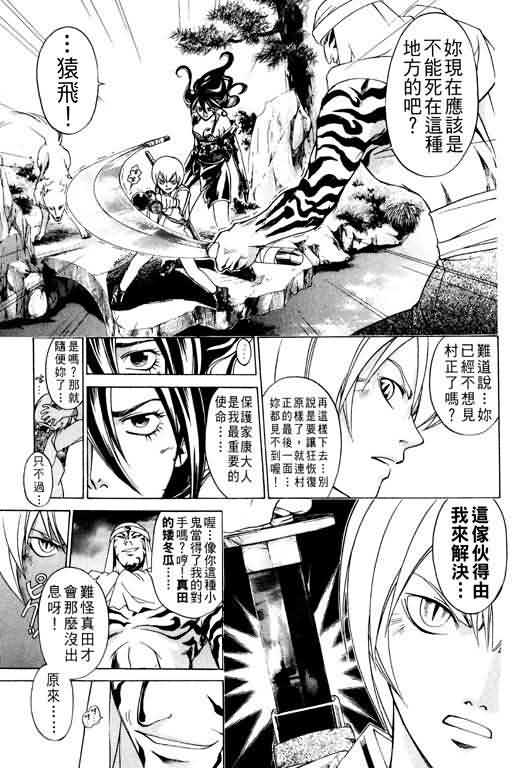 妳現在應該是
不能死在這種
地方的吧？
…猿飛！
難道說…妳
已經不想見
村正了嗎？
再這樣下去…別
說是要讓狂恢復
原樣了，就連村
正的最後一面…
妳都見不到喔！
…
保護家康大人
是我最重要的
使命…
是嗎？那就
隨便妳了…
只不過…
這傢伙得由
我來解決…
喔…像你這種小
鬼當得了我的對
手嗎？哼！真田
的矮冬瓜…
難怪真田才
會那麼沒出
息呀！
原來…